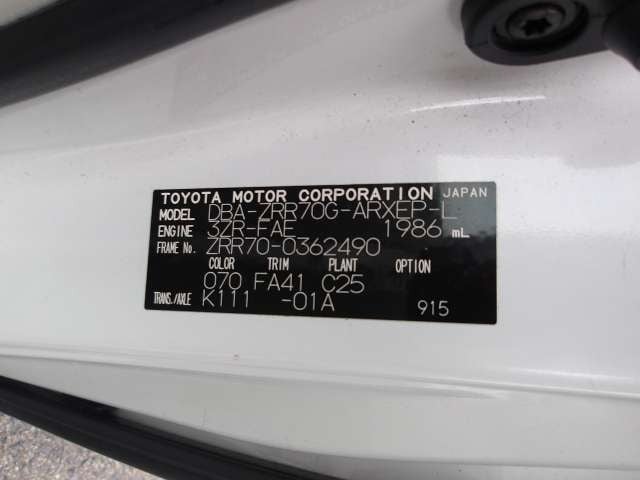 TOYOTA MOTOR CORPORATION JAPAN
MODEL DBA-ZRR70G-ARXEP-L
ENGINE 3ZR-FAE 1986 mL
FRAME NO. ZRR70-0362490
COLOR TRIM PLANT OPTION
070 FA41 C25
TRANS./AXLE K111 -01A 915